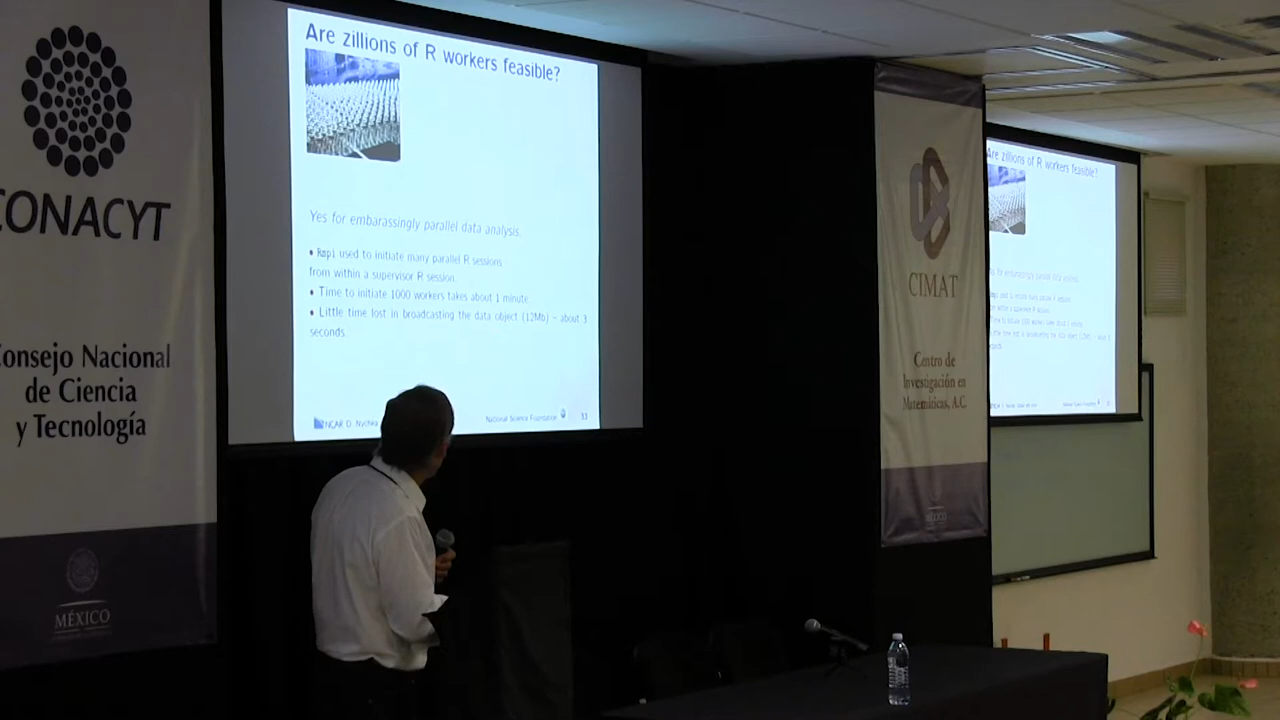 CONACYT
Consejo Nacional
de Ciencia
y Tecnología
MÉXICO
Are zillions of R workers feasible?
Yes for embarassingly parallel data analysis.
• Rmpi used to initiate many parallel R sessions
from within a supervisor R session.
• Time to initiate 1000 workers takes about 1 minute.
• Little time lost in broadcasting the data object (12Mb) – about 3
seconds.
NCAR D. Nychka
National Science Foundation
33
CIMAT
Centro de
Investigación en
Matemáticas, A.C.
MÉXICO
Are zillions of R workers feasible?